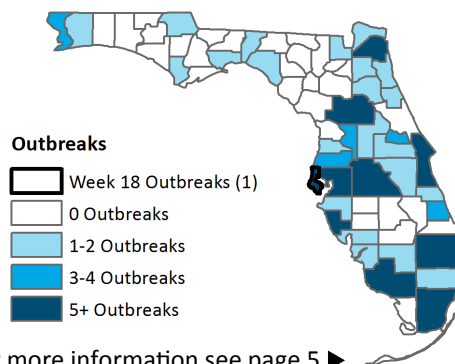 Outbreaks
Week 18 Outbreaks (1)
0 Outbreaks
1-2 Outbreaks
3-4 Outbreaks
5+ Outbreaks
more information see page 5 ▶